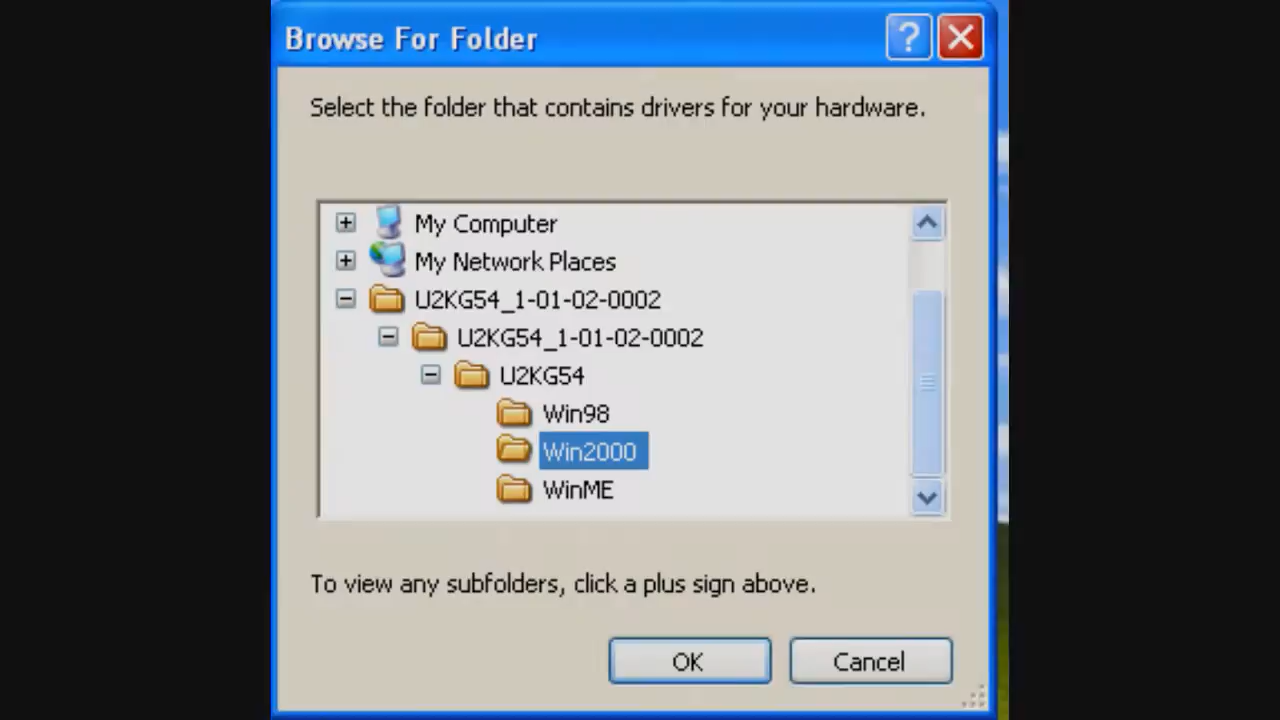 Browse For Folder
Select the folder that contains drivers for your hardware.
My Computer
My Network Places
U2KG54_1-01-02-0002
U2KG54_1-01-02-0002
U2KG54
Win98
Win2000
WinME
To view any subfolders, click a plus sign above.
OK
Cancel